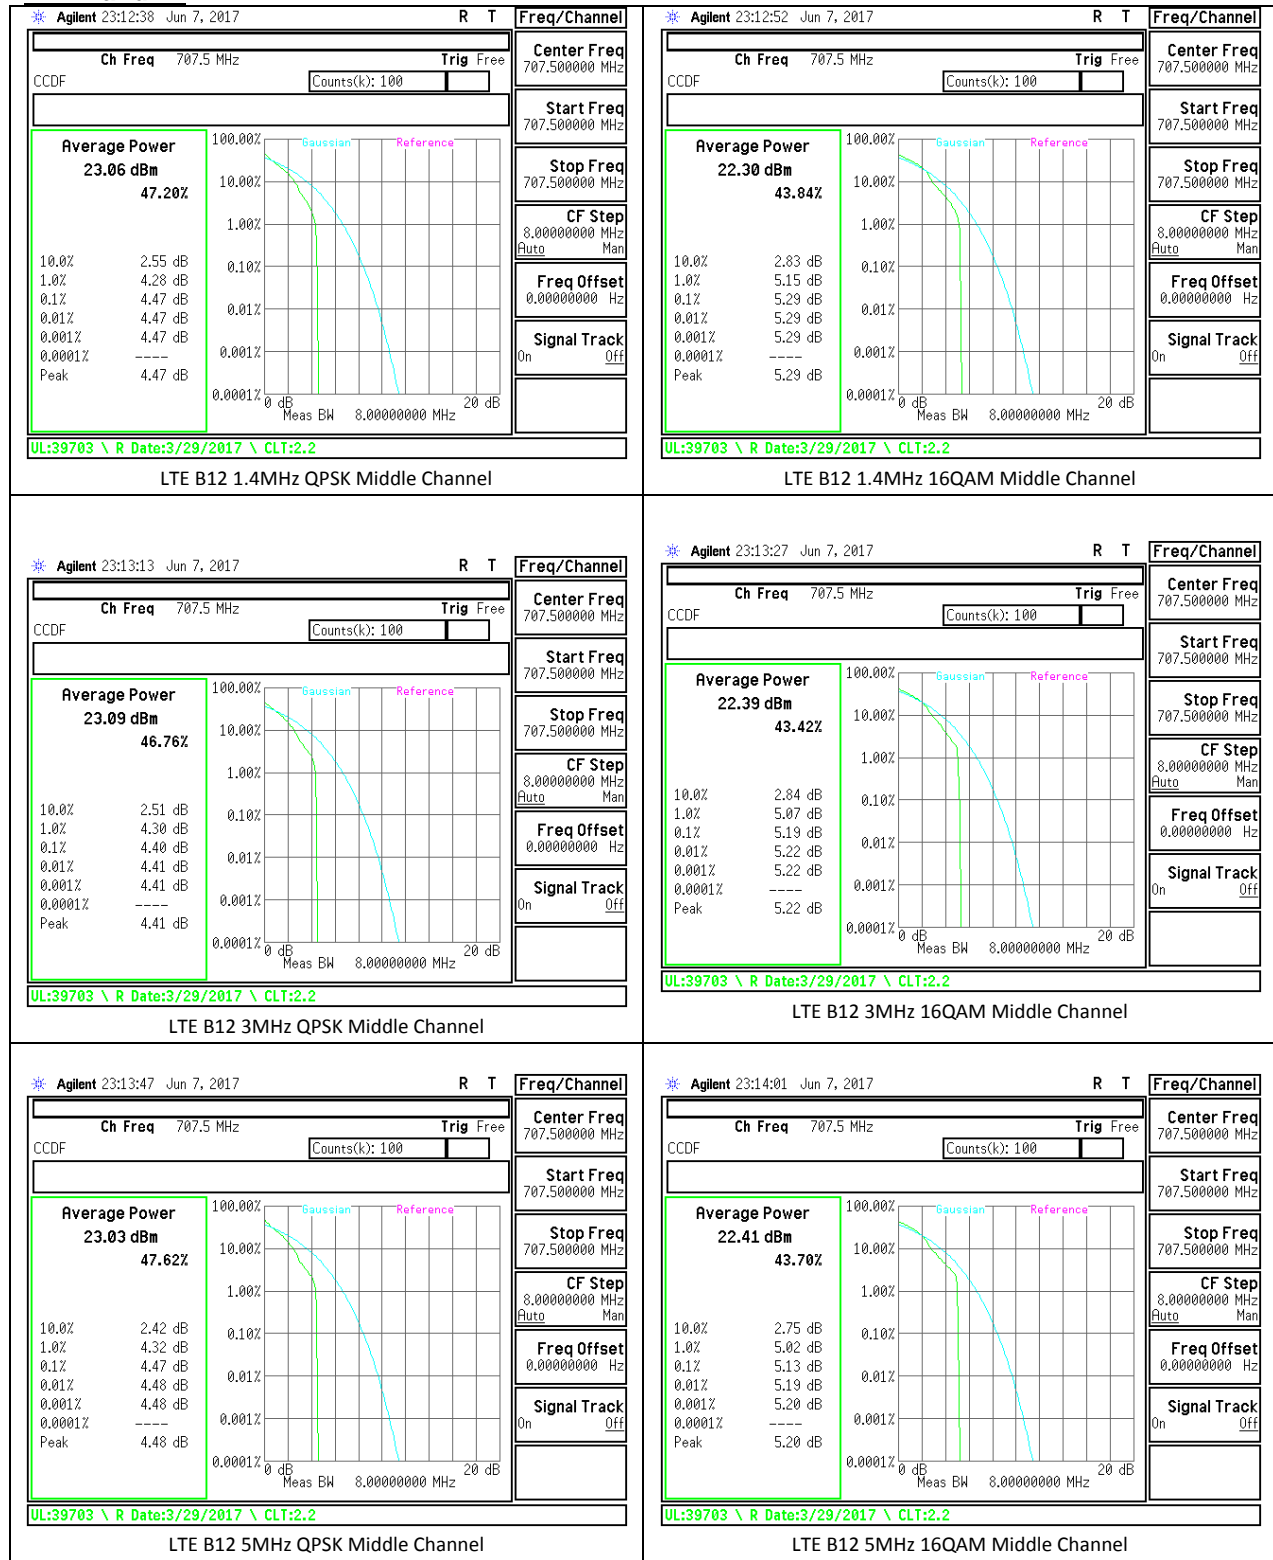 Agilent 23:12:38 Jun 7, 2017 R T Freq/Channel
Ch Freq 707.5 MHz Trig Free
CCDF Counts(k): 100
Center Freq
707.500000 MHz
Start Freq
707.500000 MHz
Stop Freq
707.500000 MHz
CF Step
8.00000000 MHz
Auto Man
Freq Offset
0.00000000 Hz
Signal Track
On Off
Average Power
23.06 dBm
47.20%
10.0% 2.55 dB
1.0% 4.28 dB
0.1% 4.47 dB
0.01% 4.47 dB
0.001% 4.47 dB
0.0001% ----
Peak 4.47 dB
Gaussian Reference
100.00%
10.00%
1.00%
0.10%
0.01%
0.001%
0.0001%
0 dB 20 dB
Meas BW 8.00000000 MHz
UL:39703 \ R Date:3/29/2017 \ CLT:2.2
LTE B12 1.4MHz QPSK Middle Channel
Agilent 23:12:52 Jun 7, 2017 R T Freq/Channel
Ch Freq 707.5 MHz Trig Free
CCDF Counts(k): 100
Center Freq
707.500000 MHz
Start Freq
707.500000 MHz
Stop Freq
707.500000 MHz
CF Step
8.00000000 MHz
Auto Man
Freq Offset
0.00000000 Hz
Signal Track
On Off
Average Power
22.30 dBm
43.84%
10.0% 2.83 dB
1.0% 5.15 dB
0.1% 5.29 dB
0.01% 5.29 dB
0.001% 5.29 dB
0.0001% ----
Peak 5.29 dB
Gaussian Reference
100.00%
10.00%
1.00%
0.10%
0.01%
0.001%
0.0001%
0 dB 20 dB
Meas BW 8.00000000 MHz
UL:39703 \ R Date:3/29/2017 \ CLT:2.2
LTE B12 1.4MHz 16QAM Middle Channel
Agilent 23:13:13 Jun 7, 2017 R T Freq/Channel
Ch Freq 707.5 MHz Trig Free
CCDF Counts(k): 100
Center Freq
707.500000 MHz
Start Freq
707.500000 MHz
Stop Freq
707.500000 MHz
CF Step
8.00000000 MHz
Auto Man
Freq Offset
0.00000000 Hz
Signal Track
On Off
Average Power
23.09 dBm
46.76%
10.0% 2.51 dB
1.0% 4.30 dB
0.1% 4.40 dB
0.01% 4.41 dB
0.001% 4.41 dB
0.0001% ----
Peak 4.41 dB
Gaussian Reference
100.00%
10.00%
1.00%
0.10%
0.01%
0.001%
0.0001%
0 dB 20 dB
Meas BW 8.00000000 MHz
UL:39703 \ R Date:3/29/2017 \ CLT:2.2
LTE B12 3MHz QPSK Middle Channel
Agilent 23:13:27 Jun 7, 2017 R T Freq/Channel
Ch Freq 707.5 MHz Trig Free
CCDF Counts(k): 100
Center Freq
707.500000 MHz
Start Freq
707.500000 MHz
Stop Freq
707.500000 MHz
CF Step
8.00000000 MHz
Auto Man
Freq Offset
0.00000000 Hz
Signal Track
On Off
Average Power
22.39 dBm
43.42%
10.0% 2.84 dB
1.0% 5.07 dB
0.1% 5.19 dB
0.01% 5.22 dB
0.001% 5.22 dB
0.0001% ----
Peak 5.22 dB
Gaussian Reference
100.00%
10.00%
1.00%
0.10%
0.01%
0.001%
0.0001%
0 dB 20 dB
Meas BW 8.00000000 MHz
UL:39703 \ R Date:3/29/2017 \ CLT:2.2
LTE B12 3MHz 16QAM Middle Channel
Agilent 23:13:47 Jun 7, 2017 R T Freq/Channel
Ch Freq 707.5 MHz Trig Free
CCDF Counts(k): 100
Center Freq
707.500000 MHz
Start Freq
707.500000 MHz
Stop Freq
707.500000 MHz
CF Step
8.00000000 MHz
Auto Man
Freq Offset
0.00000000 Hz
Signal Track
On Off
Average Power
23.03 dBm
47.62%
10.0% 2.42 dB
1.0% 4.32 dB
0.1% 4.47 dB
0.01% 4.48 dB
0.001% 4.48 dB
0.0001% ----
Peak 4.48 dB
Gaussian Reference
100.00%
10.00%
1.00%
0.10%
0.01%
0.001%
0.0001%
0 dB 20 dB
Meas BW 8.00000000 MHz
UL:39703 \ R Date:3/29/2017 \ CLT:2.2
LTE B12 5MHz QPSK Middle Channel
Agilent 23:14:01 Jun 7, 2017 R T Freq/Channel
Ch Freq 707.5 MHz Trig Free
CCDF Counts(k): 100
Center Freq
707.500000 MHz
Start Freq
707.500000 MHz
Stop Freq
707.500000 MHz
CF Step
8.00000000 MHz
Auto Man
Freq Offset
0.00000000 Hz
Signal Track
On Off
Average Power
22.41 dBm
43.70%
10.0% 2.75 dB
1.0% 5.02 dB
0.1% 5.13 dB
0.01% 5.19 dB
0.001% 5.20 dB
0.0001% ----
Peak 5.20 dB
Gaussian Reference
100.00%
10.00%
1.00%
0.10%
0.01%
0.001%
0.0001%
0 dB 20 dB
Meas BW 8.00000000 MHz
UL:39703 \ R Date:3/29/2017 \ CLT:2.2
LTE B12 5MHz 16QAM Middle Channel